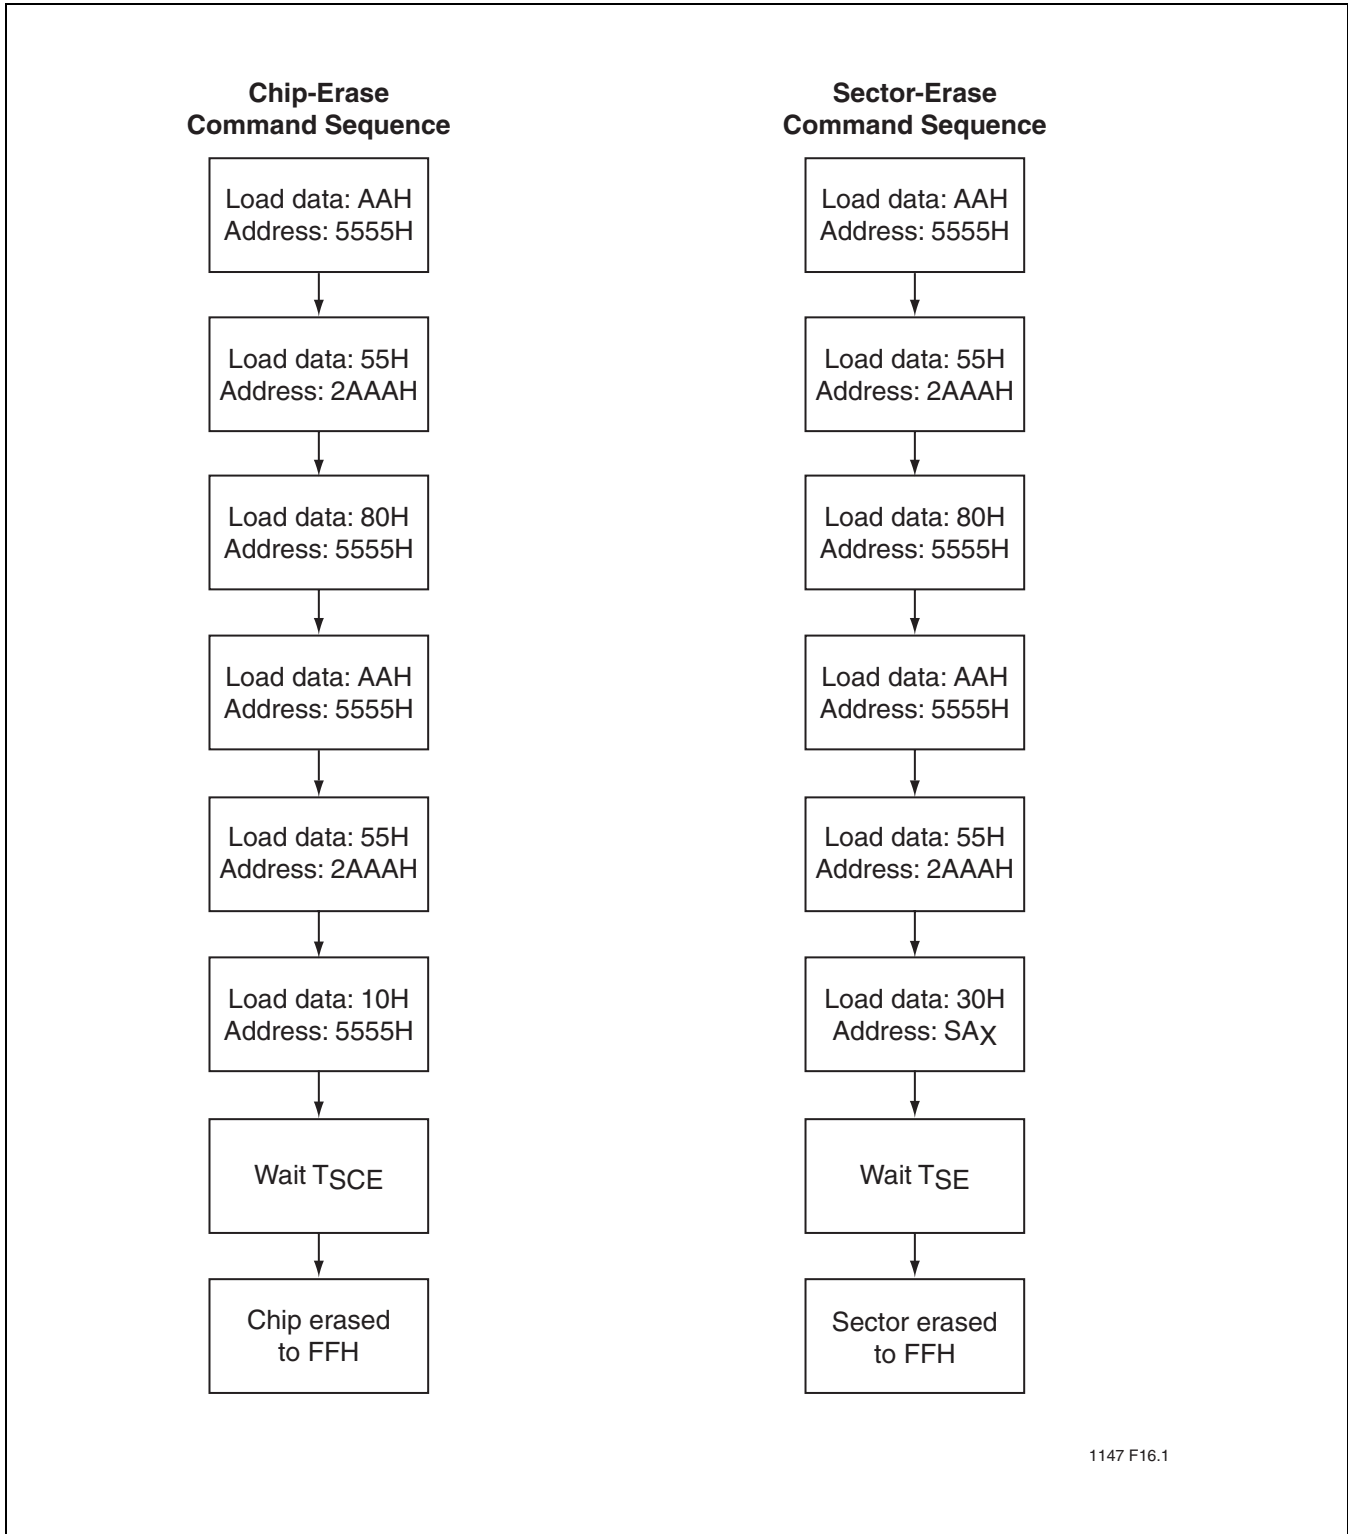 Chip-Erase
Command Sequence
Load data: AAH
Address: 5555H
Load data: 55H
Address: 2AAAH
Load data: 80H
Address: 5555H
Load data: AAH
Address: 5555H
Load data: 55H
Address: 2AAAH
Load data: 10H
Address: 5555H
Wait TSCE
Chip erased
to FFH
Sector-Erase
Command Sequence
Load data: AAH
Address: 5555H
Load data: 55H
Address: 2AAAH
Load data: 80H
Address: 5555H
Load data: AAH
Address: 5555H
Load data: 55H
Address: 2AAAH
Load data: 30H
Address: SAX
Wait TSE
Sector erased
to FFH
1147 F16.1